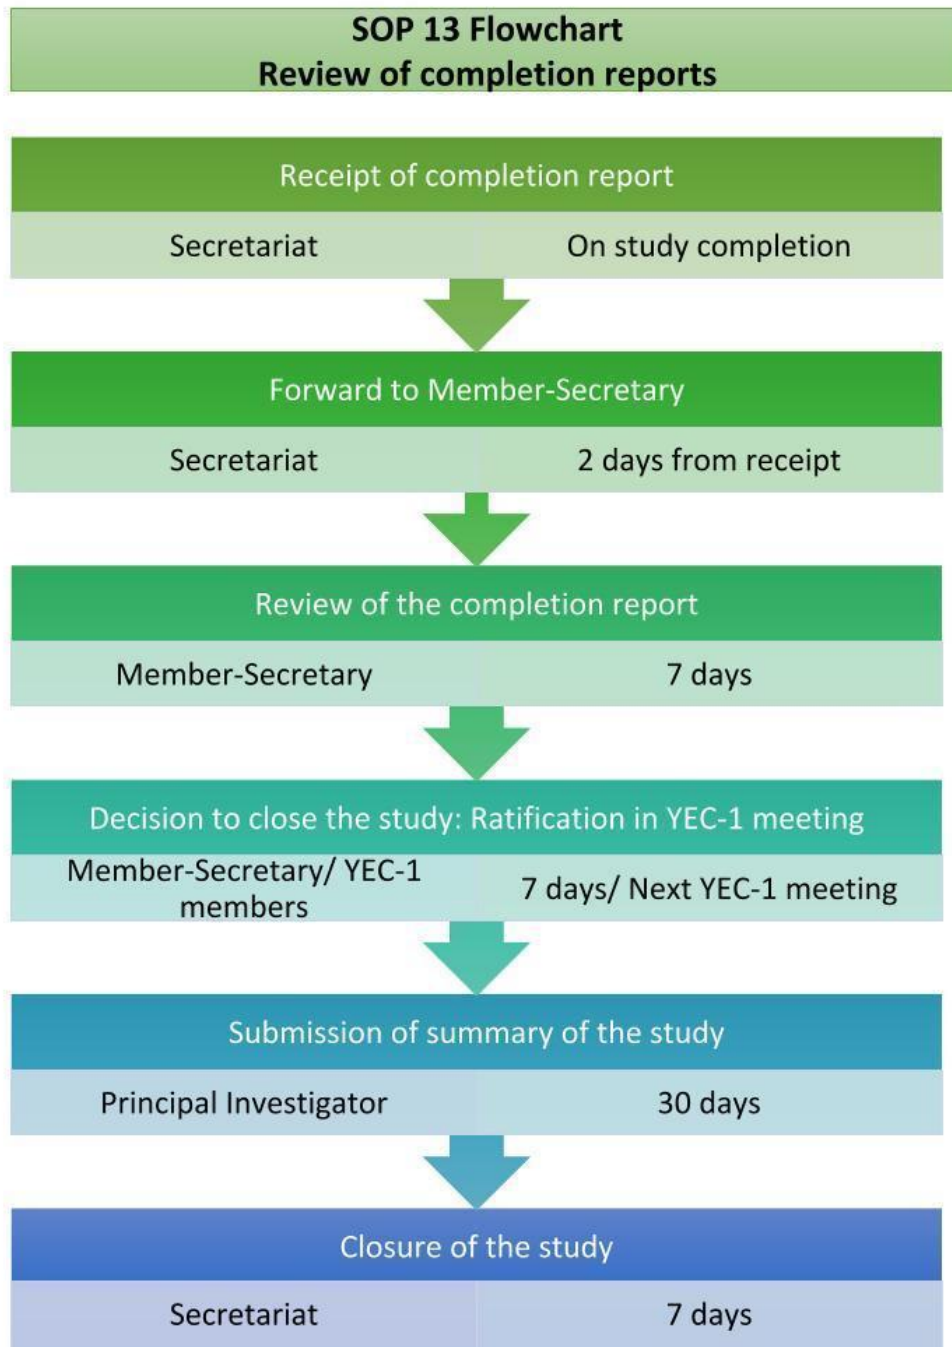 SOP 13 Flowchart
Review of completion reports
Receipt of completion report
Secretariat
On study completion
Forward to Member-Secretary
Secretariat
2 days from receipt
Review of the completion report
Member-Secretary
7 days
Decision to close the study: Ratification in YEC-1 meeting
Member-Secretary/ YEC-1
members
7 days/ Next YEC-1 meeting
Submission of summary of the study
Principal Investigator
30 days
Closure of the study
Secretariat
7 days